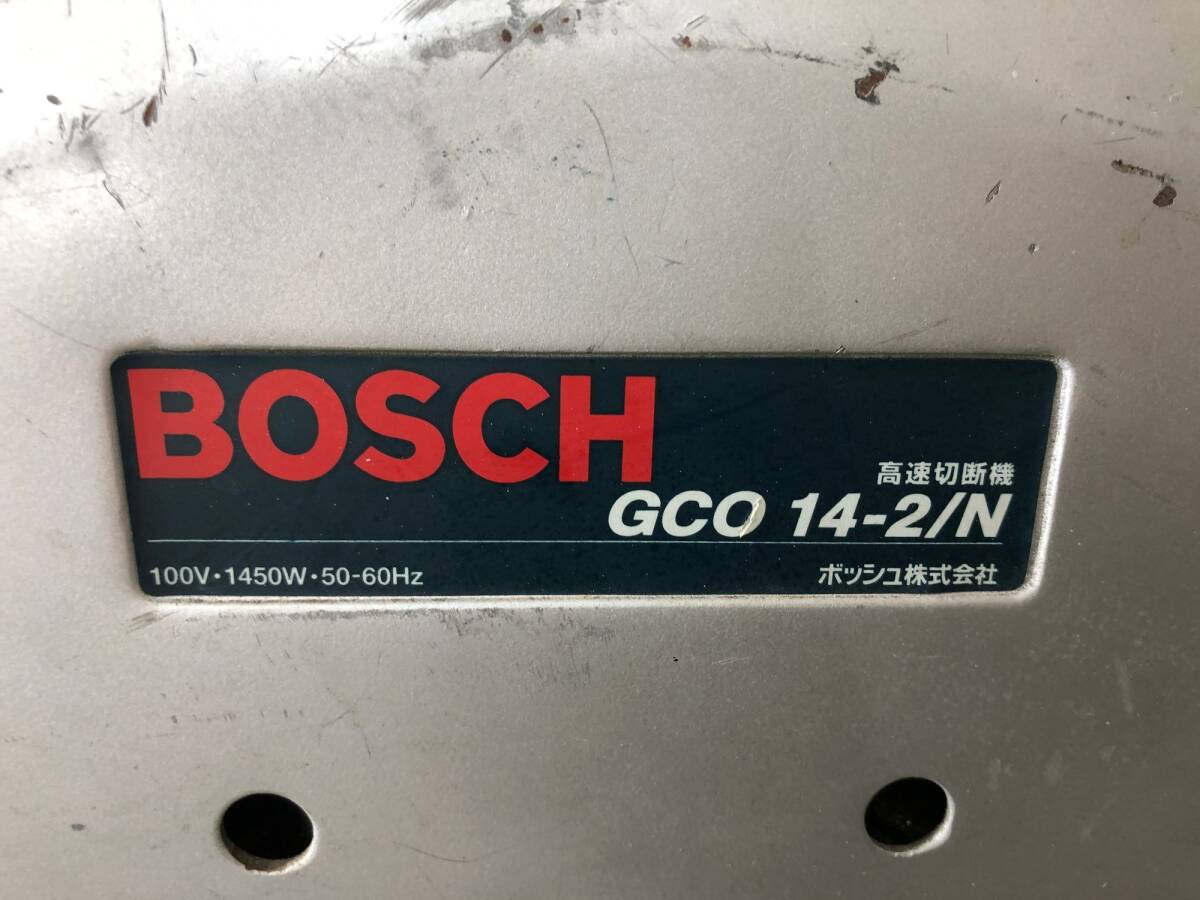 BOSCH
高速切断機
GCO 14-2/N
100V・1450W・50-60Hz
ボッシュ株式会社